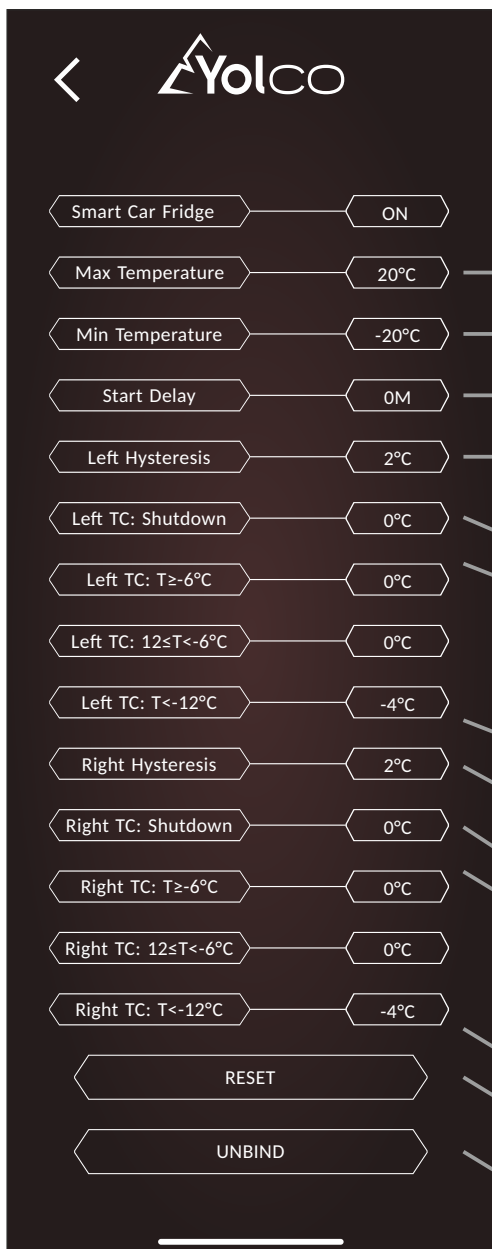 Yolco
Smart Car Fridge ON
Max Temperature 20°C
Min Temperature -20°C
Start Delay 0M
Left Hysteresis 2°C
Left TC: Shutdown 0°C
Left TC: T≥-6°C 0°C
Left TC: 12≤T<-6°C 0°C
Left TC: T<-12°C -4°C
Right Hysteresis 2°C
Right TC: Shutdown 0°C
Right TC: T≥-6°C 0°C
Right TC: 12≤T<-6°C 0°C
Right TC: T<-12°C -4°C
RESET
UNBIND